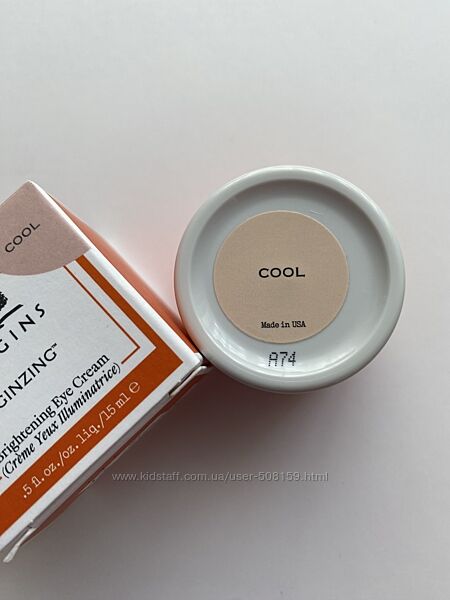 COOL
GINS
GINZING™
Brightening Eye Cream
(Crème Yeux Illuminatrice)
.5 fl. oz./oz. liq./15 ml ℮
COOL
Made in USA
A74
www.kidstaff.com.ua/user-508159.html